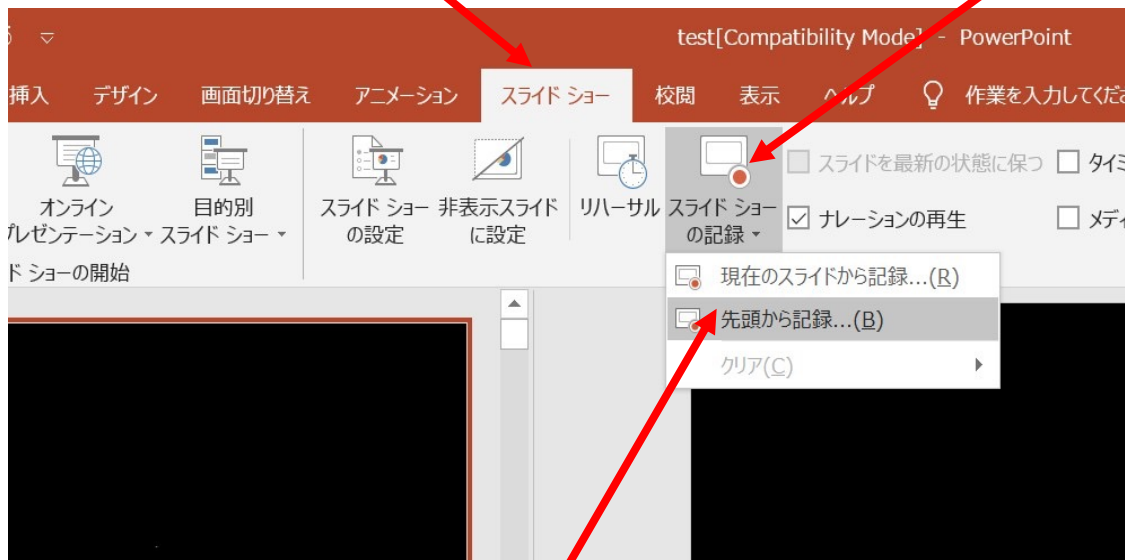 test[Compatibility Mode] - PowerPoint
挿入 デザイン 画面切り替え アニメーション スライド ショー 校閲 表示 ヘルプ 作業を入力してくだ
オンライン
プレゼンテーション
目的別
スライド ショー
スライド ショー
の設定
非表示スライド
に設定
リハーサル
スライド ショー
の記録
スライドを最新の状態に保つ
ナレーションの再生
タイミ
メディ
ド ショーの開始
現在のスライドから記録...(R)
先頭から記録...(B)
クリア(C)